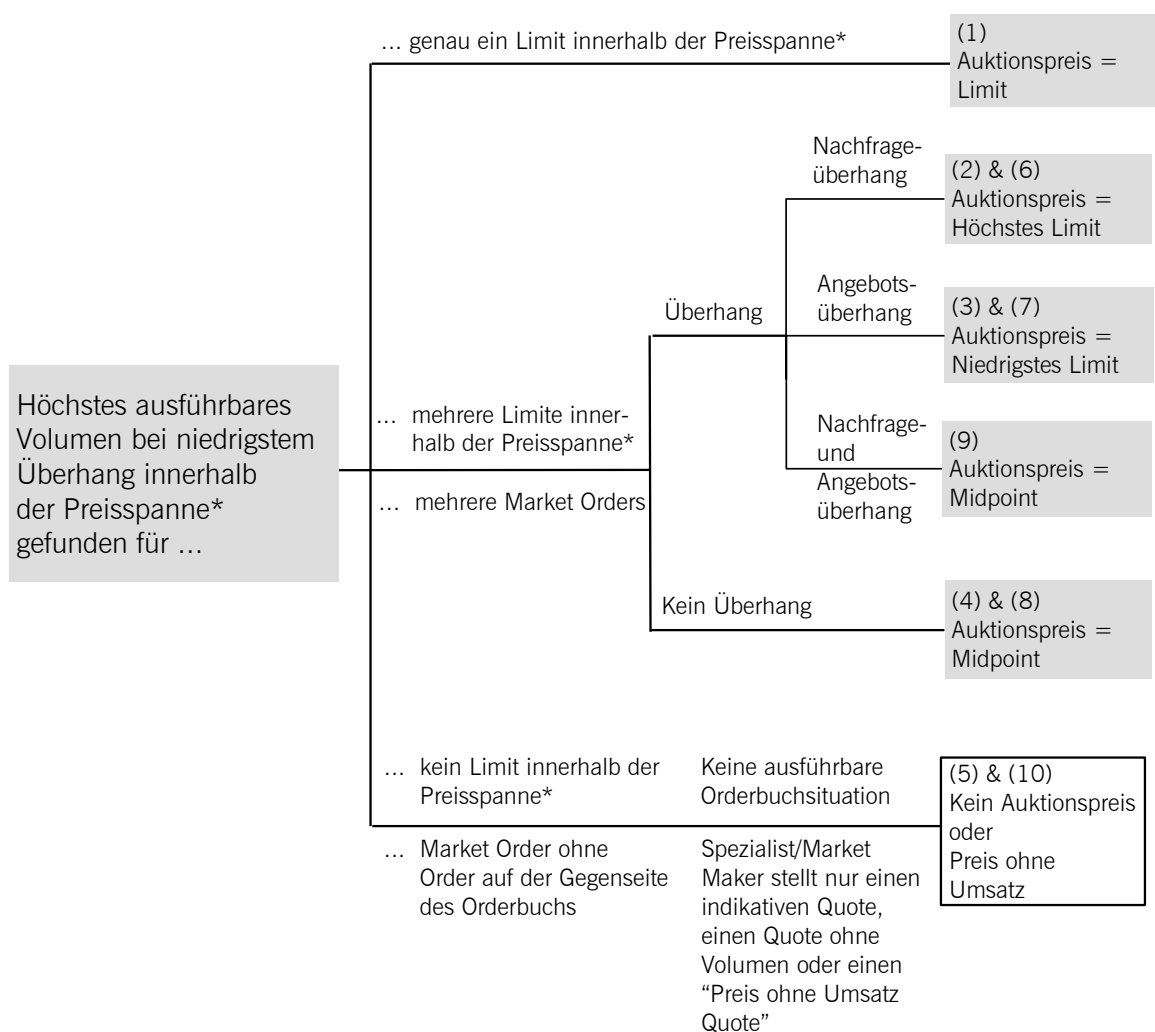 ... genau ein Limit innerhalb der Preisspanne*
(1)
Auktionspreis =
Limit
Nachfrage-
überhang
(2) & (6)
Auktionspreis =
Höchstes Limit
Überhang
Angebots-
überhang
(3) & (7)
Auktionspreis =
Niedrigstes Limit
Höchstes ausführbares
Volumen bei niedrigstem
Überhang innerhalb
der Preisspanne*
gefunden für ...
... mehrere Limite inner-
halb der Preisspanne*
... mehrere Market Orders
Nachfrage-
und
Angebots-
überhang
(9)
Auktionspreis =
Midpoint
Kein Überhang
(4) & (8)
Auktionspreis =
Midpoint
... kein Limit innerhalb der
Preisspanne*
Keine ausführbare
Orderbuchsituation
... Market Order ohne
Order auf der Gegenseite
des Orderbuchs
Spezialist/Market
Maker stellt nur einen
indikativen Quote,
einen Quote ohne
Volumen oder einen
“Preis ohne Umsatz
Quote”
(5) & (10)
Kein Auktionspreis
oder
Preis ohne
Umsatz